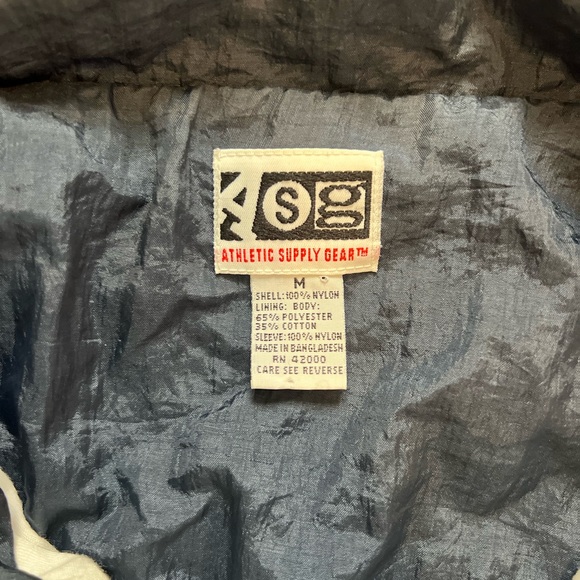 Asg
ATHLETIC SUPPLY GEAR™
M
SHELL:100% NYLON
LINING: BODY:
65% POLYESTER
35% COTTON
SLEEVE:100% NYLON
MADE IN BANGLADESH
RN 42000
CARE SEE REVERSE